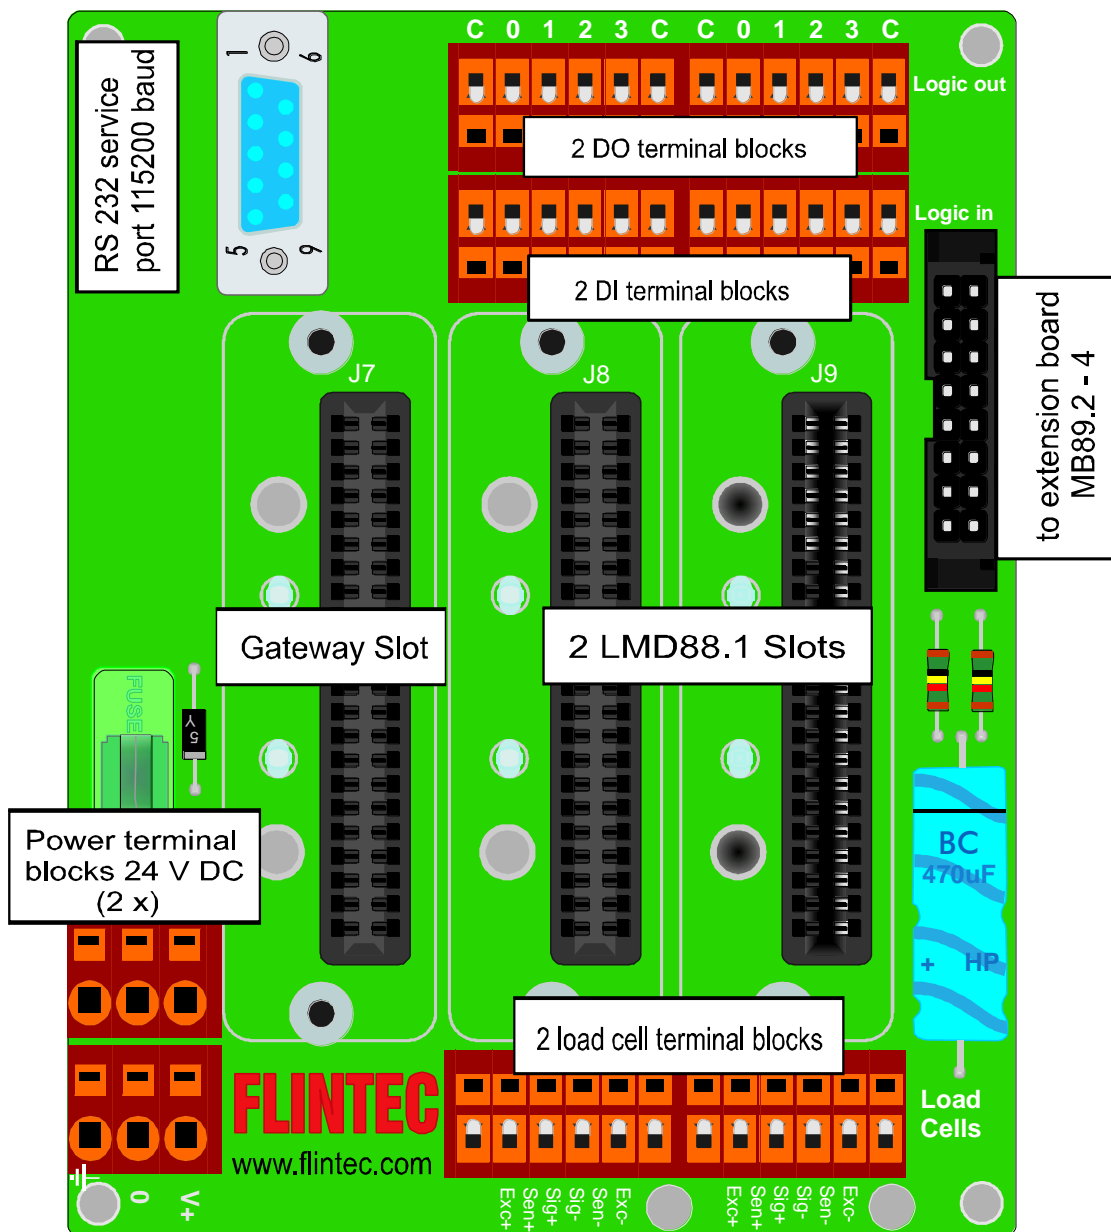 C 0 1 2 3 C C 0 1 2 3 C
Logic out
RS 232 service
port 115200 baud
1 6
5 9
2 DO terminal blocks
Logic in
2 DI terminal blocks
to extension board
MB89.2 - 4
J7 J8 J9
Gateway Slot
2 LMD88.1 Slots
FUSE
5
Y
Power terminal
blocks 24 V DC
(2 x)
BC
470uF
+ HP
2 load cell terminal blocks
FLINTEC
www.flintec.com
Load
Cells
0 V+
Exc+ Sen+ Sig+ Sig- Sen- Exc-
Exc+ Sen+ Sig+ Sig- Sen- Exc-